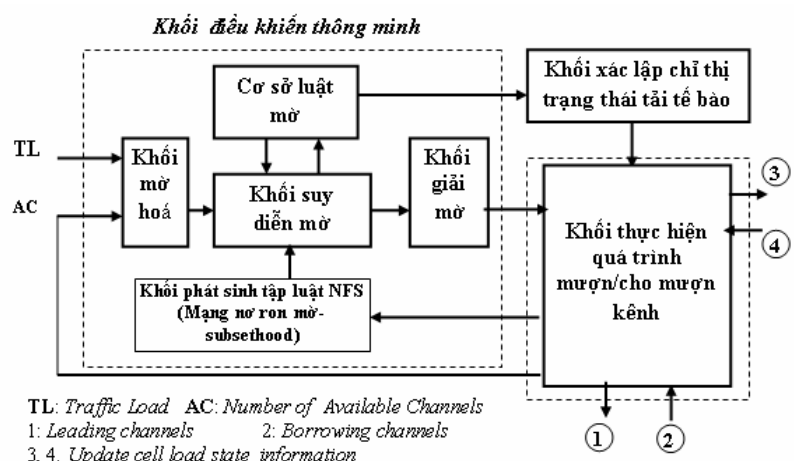 Khối điều khiến thông minh
Cơ sở luật
mờ
Khối xác lập chỉ thị
trạng thái tải tế bào
TL
AC
Khối
mờ
hoá
Khối suy
diễn mờ
Khối
giải
mờ
Khối thực hiện
quá trình
mượn/cho mượn
kênh
3
4
Khối phát sinh tập luật NFS
(Mạng nơ ron mờ-
subsethood)
TL: Traffic Load AC: Number of Available Channels
1: Leading channels 2: Borrowing channels
3, 4. Update cell load state information
1
2